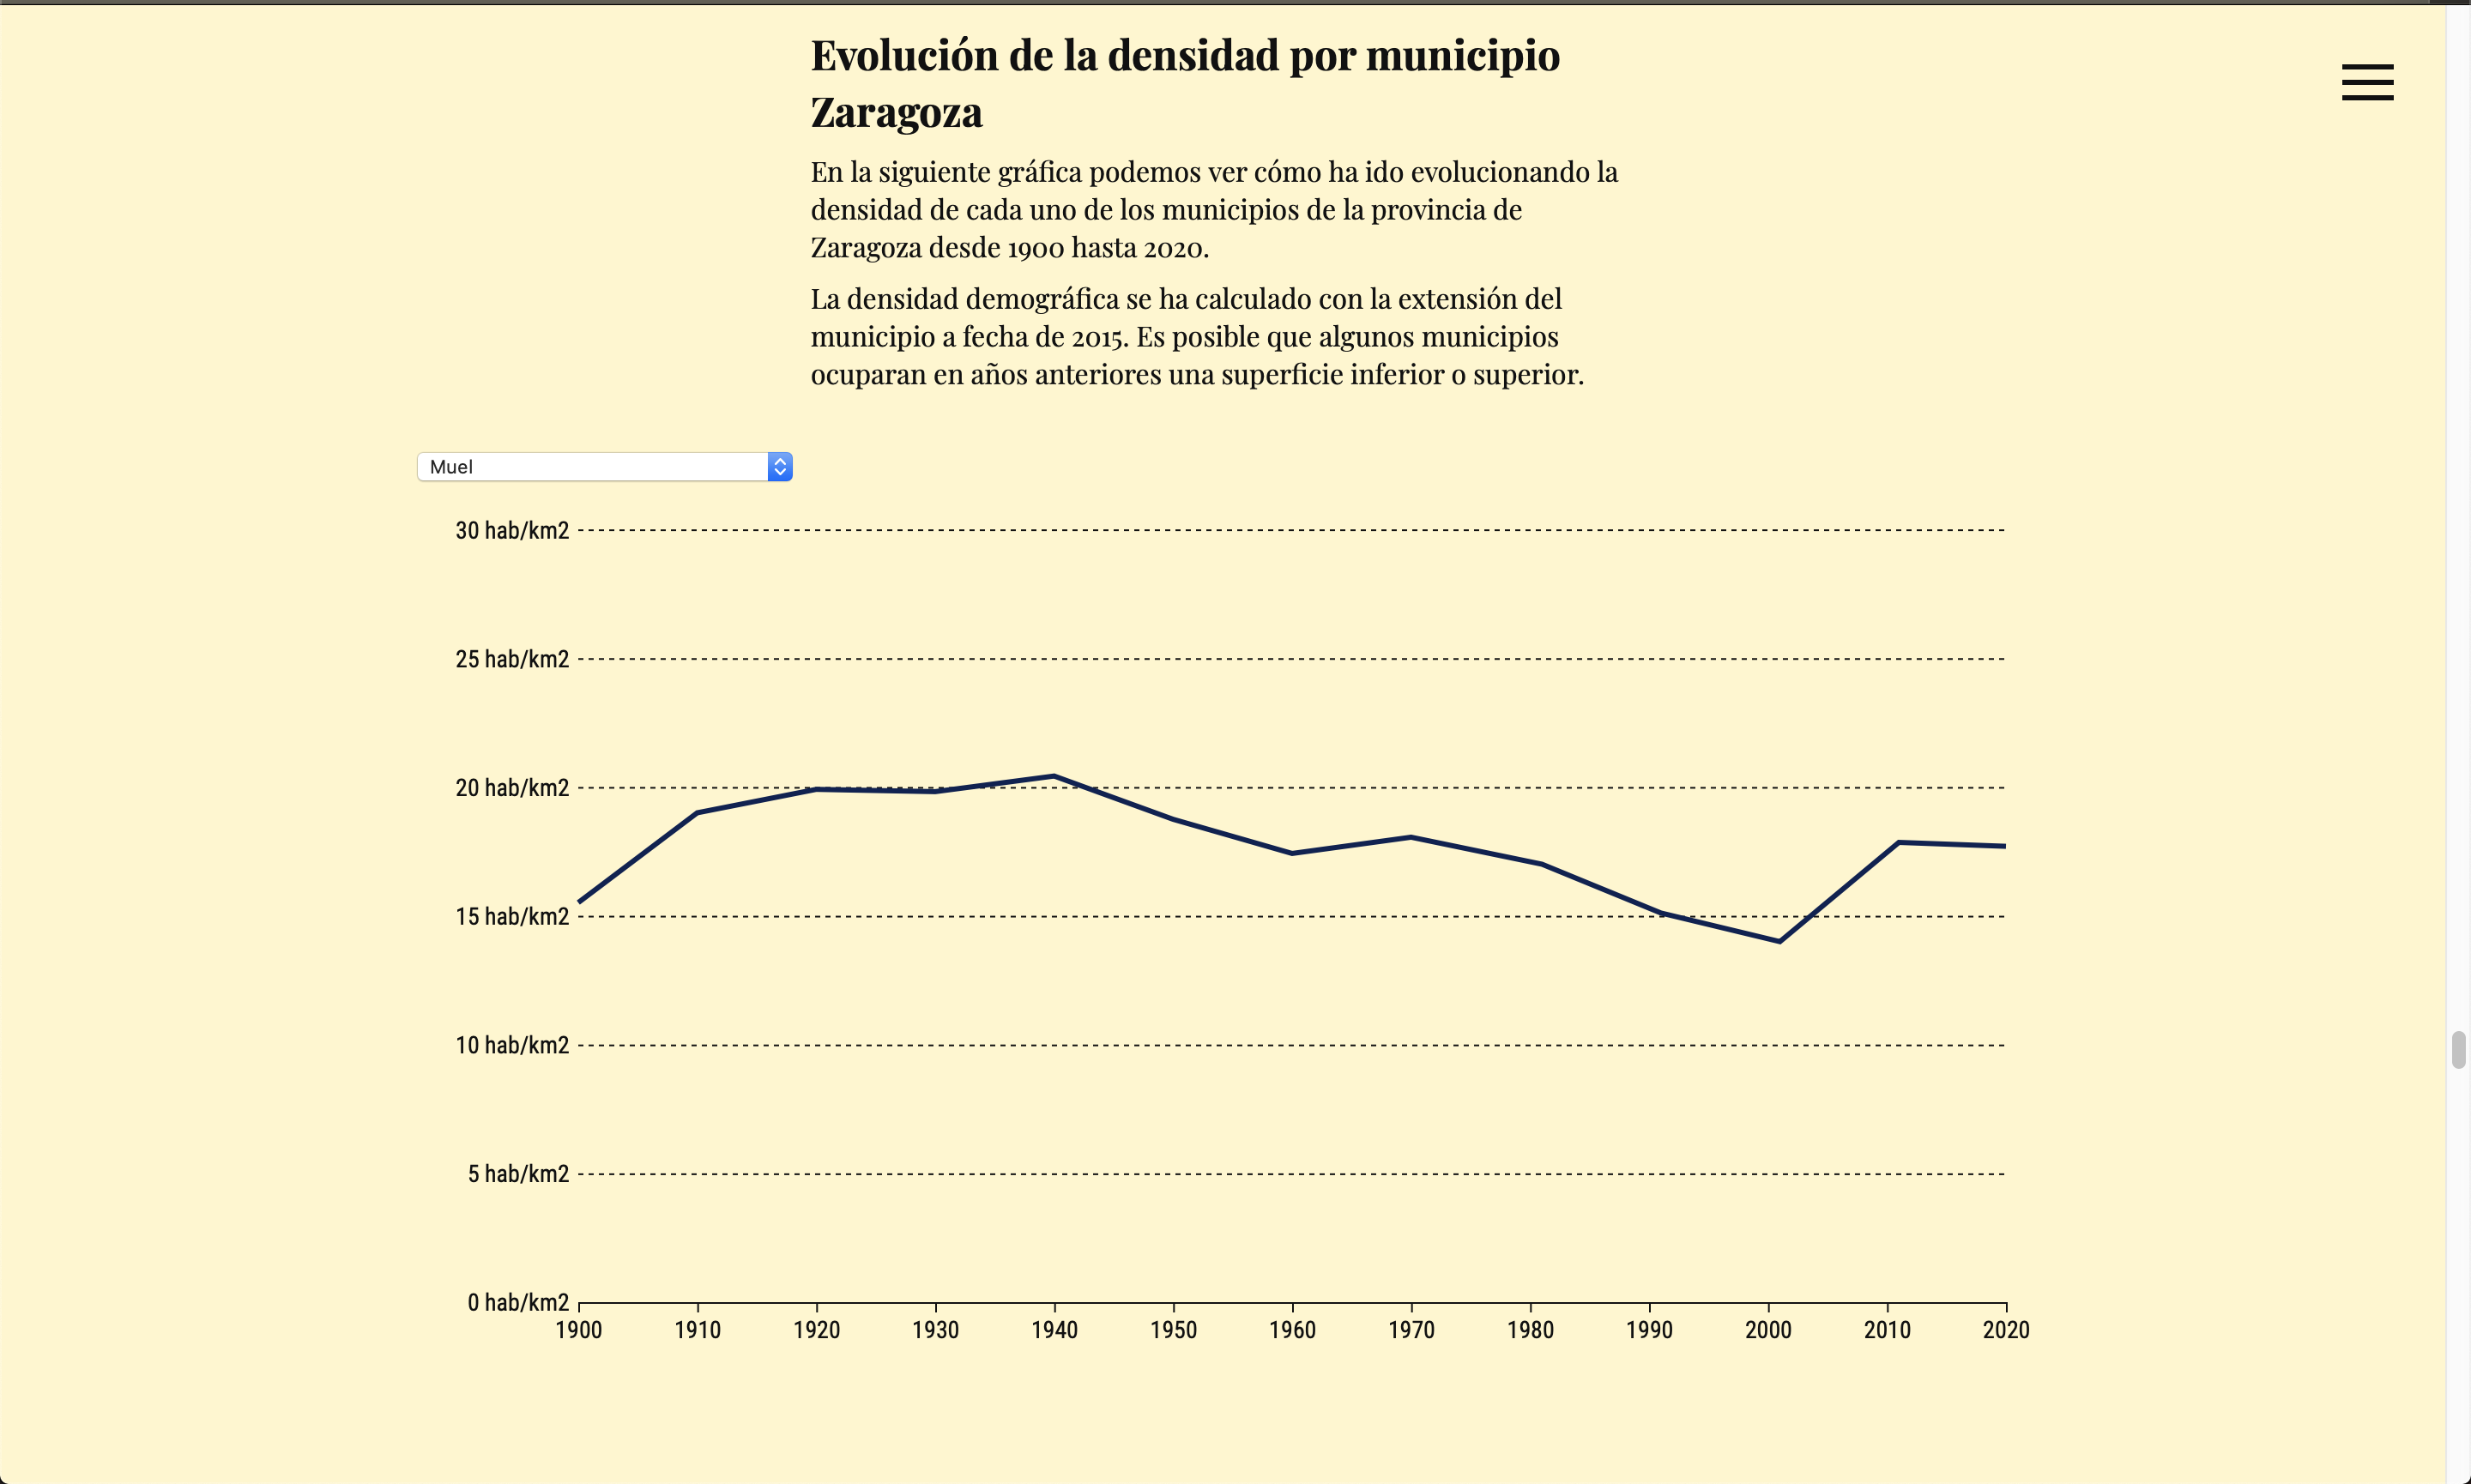 Evolución de la densidad por municipio
Zaragoza
En la siguiente gráfica podemos ver cómo ha ido evolucionando la
densidad de cada uno de los municipios de la provincia de
Zaragoza desde 1900 hasta 2020.
La densidad demográfica se ha calculado con la extensión del
municipio a fecha de 2015. Es posible que algunos municipios
ocuparan en años anteriores una superficie inferior o superior.
Muel
30 hab/km2
25 hab/km2
20 hab/km2
15 hab/km2
10 hab/km2
5 hab/km2
0 hab/km2
1900 1910 1920 1930 1940 1950 1960 1970 1980 1990 2000 2010 2020